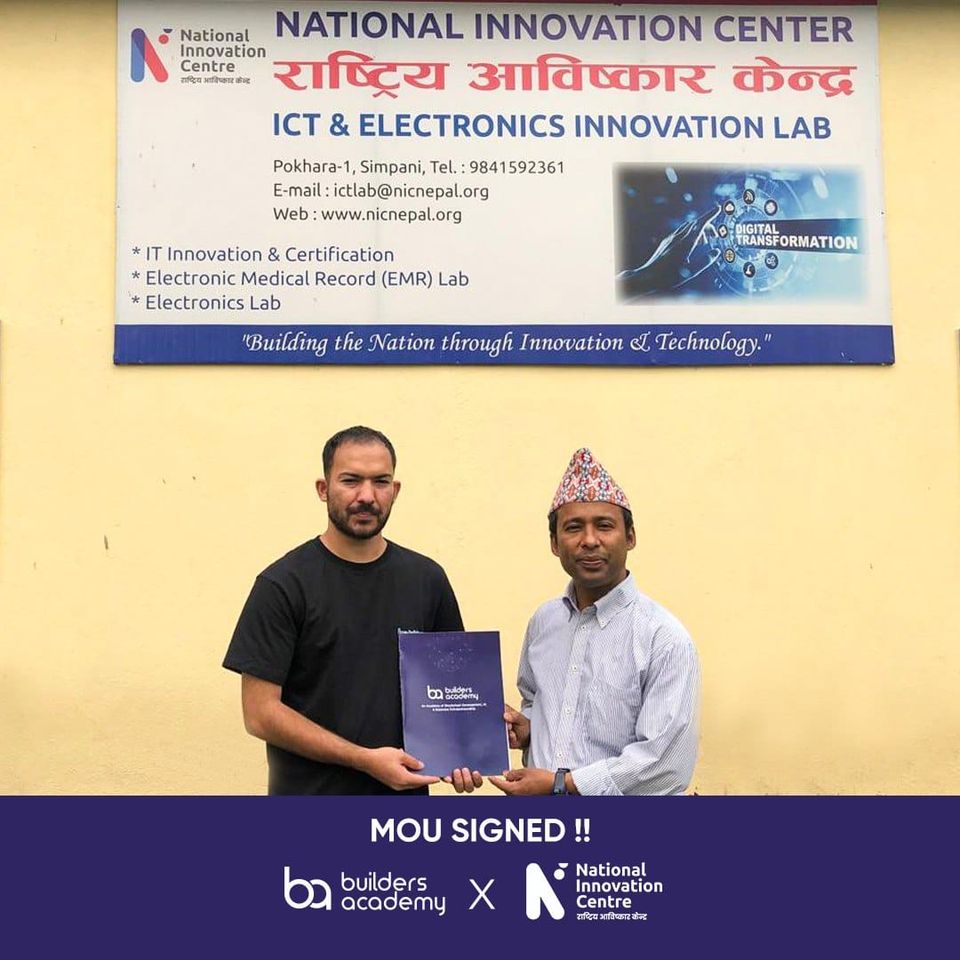 National
Innovation
Centre
राष्ट्रिय आविष्कार केन्द्र
NATIONAL INNOVATION CENTER
राष्ट्रिय आविष्कार केन्द्र
ICT & ELECTRONICS INNOVATION LAB
Pokhara-1, Simpani, Tel. : 9841592361
E-mail : ictlab@nicnepal.org
Web : www.nicnepal.org
DIGITAL
TRANSFORMATION
* IT Innovation & Certification
* Electronic Medical Record (EMR) Lab
* Electronics Lab
"Building the Nation through Innovation & Technology."
ba builders
academy
MOU SIGNED !!
ba builders
academy
X
National
Innovation
Centre
राष्ट्रिय आविष्कार केन्द्र